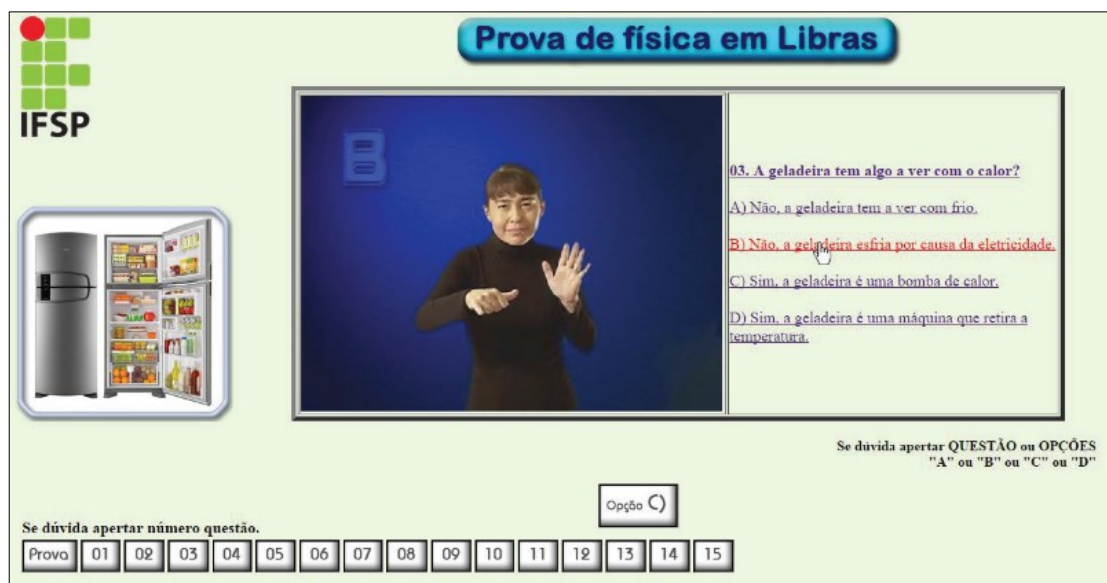 IFSP
Prova de física em Libras
B
03. A geladeira tem algo a ver com o calor?
A) Não, a geladeira tem a ver com frio.
B) Não, a geladeira esfria por causa da eletricidade.
C) Sim, a geladeira é uma bomba de calor.
D) Sim, a geladeira é uma máquina que retira a
temperatura.
Se dúvida apertar QUESTÃO ou OPÇÕES
"A" ou "B" ou "C" ou "D"
Opção C)
Se dúvida apertar número questão.
Prova 01 02 03 04 05 06 07 08 09 10 11 12 13 14 15